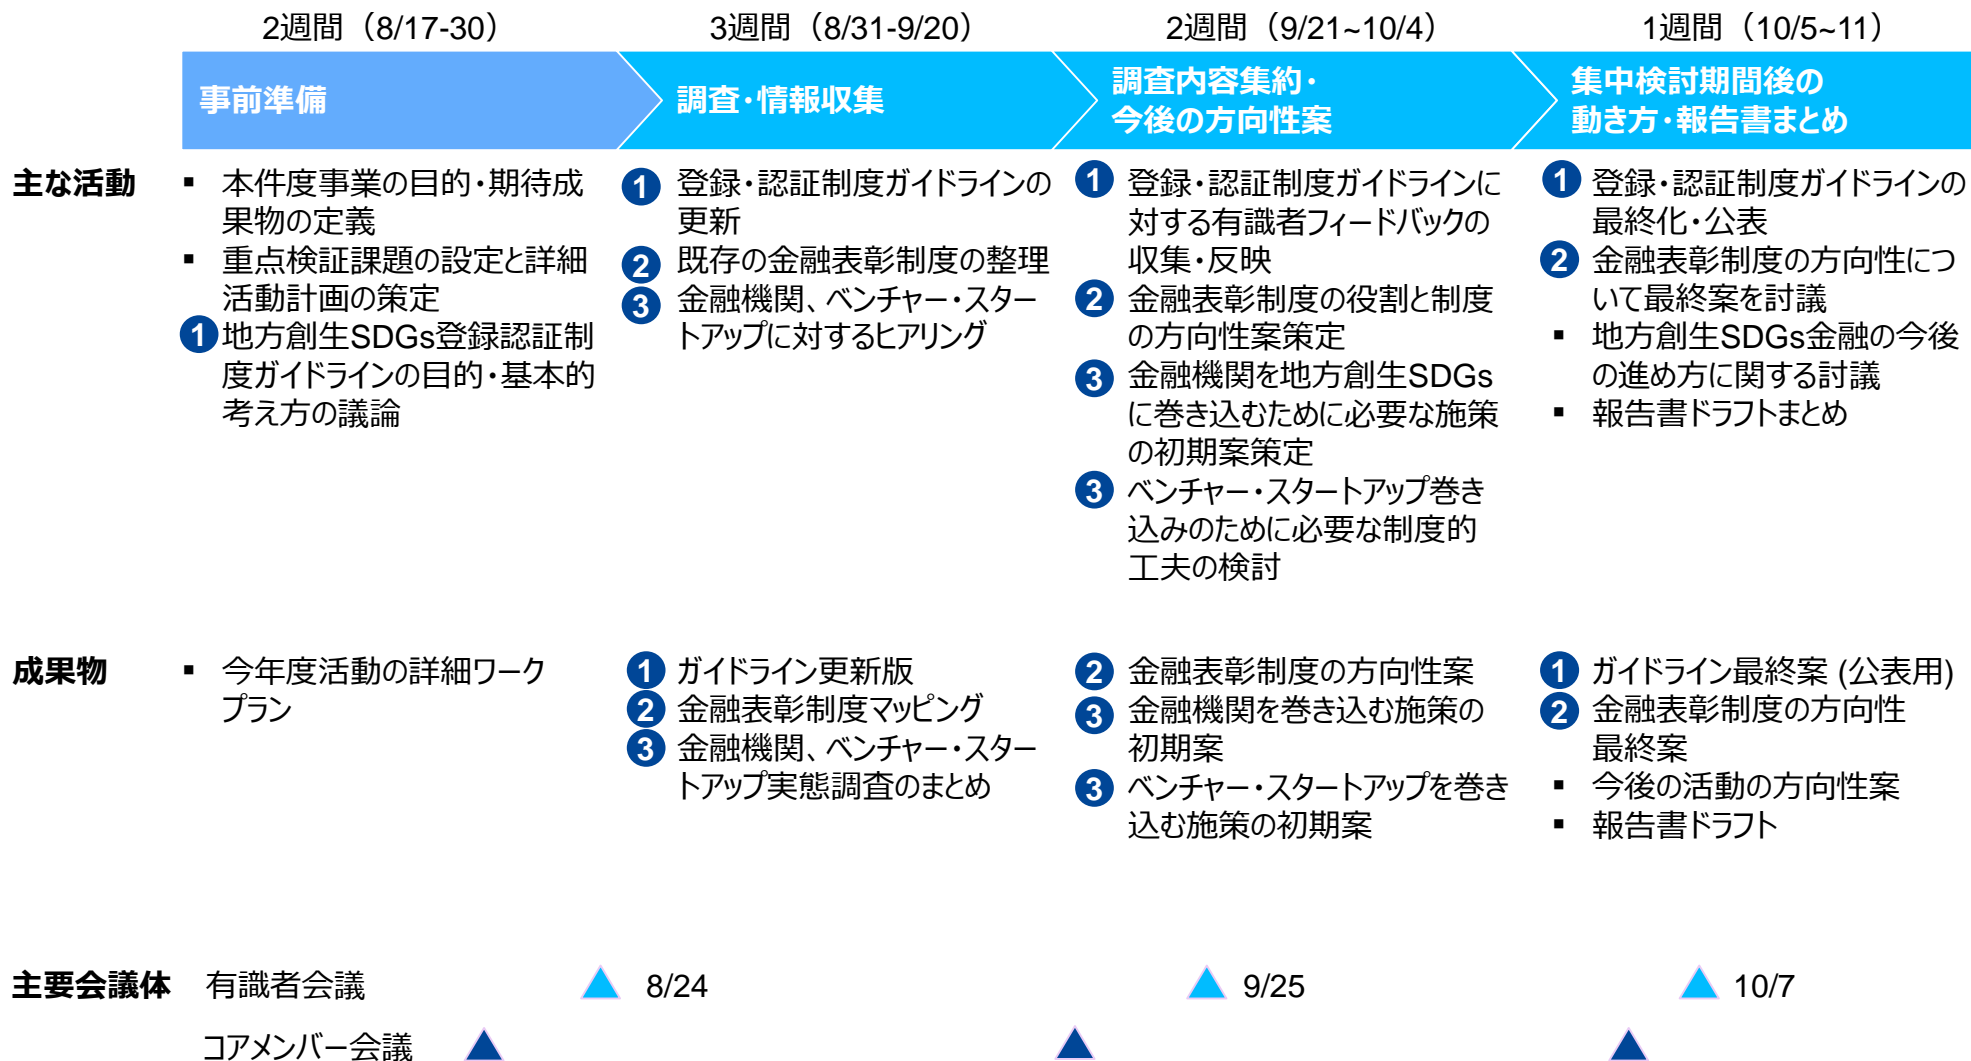 2週間（8/17-30）
3週間（8/31-9/20）
2週間（9/21~10/4）
1週間（10/5~11）
事前準備
調査・情報収集
調査内容集約・
今後の方向性案
集中検討期間後の
動き方・報告書まとめ
主な活動
▪ 本件度事業の目的・期待成
果物の定義
▪ 重点検証課題の設定と詳細
活動計画の策定
1 地方創生SDGs登録認証制
度ガイドラインの目的・基本的
考え方の議論
1 登録・認証制度ガイドラインの
更新
2 既存の金融表彰制度の整理
3 金融機関、ベンチャー・スター
トアップに対するヒアリング
1 登録・認証制度ガイドラインに
対する有識者フィードバックの
収集・反映
2 金融表彰制度の役割と制度
の方向性案策定
3 金融機関を地方創生SDGs
に巻き込むために必要な施策
の初期案策定
3 ベンチャー・スタートアップ巻き
込みのために必要な制度的
工夫の検討
1 登録・認証制度ガイドラインの
最終化・公表
2 金融表彰制度の方向性につ
いて最終案を討議
▪ 地方創生SDGs金融の今後
の進め方に関する討議
▪ 報告書ドラフトまとめ
成果物
▪ 今年度活動の詳細ワーク
プラン
1 ガイドライン更新版
2 金融表彰制度マッピング
3 金融機関、ベンチャー・スター
トアップ実態調査のまとめ
2 金融表彰制度の方向性案
3 金融機関を巻き込む施策の
初期案
3 ベンチャー・スタートアップを巻き
込む施策の初期案
1 ガイドライン最終案 (公表用)
2 金融表彰制度の方向性
最終案
▪ 今後の活動の方向性案
▪ 報告書ドラフト
主要会議体
有識者会議
8/24
9/25
10/7
コアメンバー会議